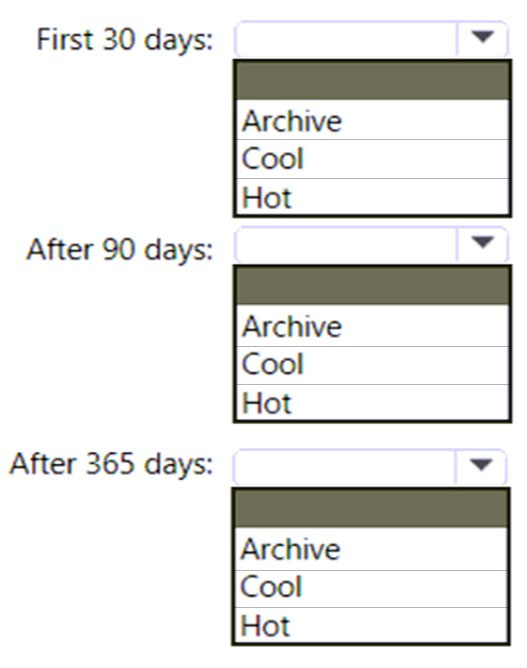 First 30 days:
Archive
Cool
Hot
After 90 days:
Archive
Cool
Hot
After 365 days:
Archive
Cool
Hot